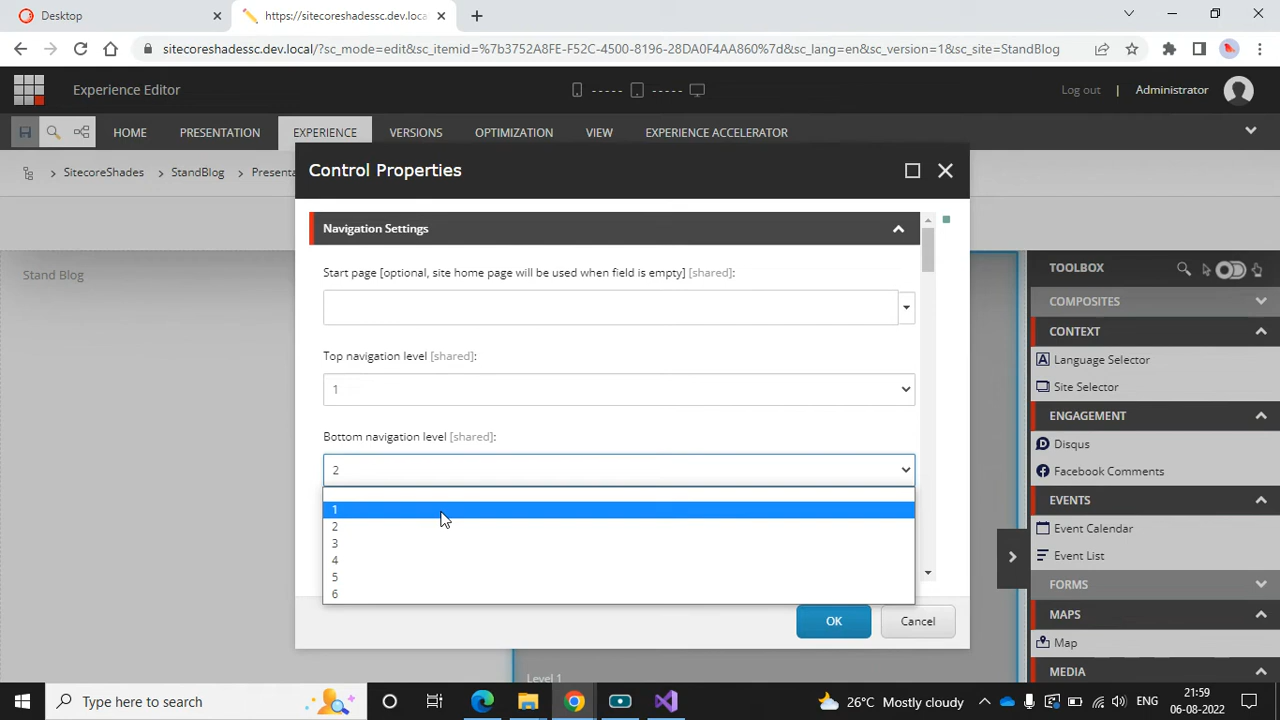 Desktop
https://sitecoreshadessc.dev.loca
sitecoreshadessc.dev.local/?sc_mode=edit&sc_itemid=%7b3752A8FE-F52C-4500-8196-28DA0F4AA860%7d&sc_lang=en&sc_version=1&sc_site=StandBlog
Experience Editor
Log out | Administrator
HOME PRESENTATION EXPERIENCE VERSIONS OPTIMIZATION VIEW EXPERIENCE ACCELERATOR
SitecoreShades StandBlog Presenta
Control Properties
Navigation Settings
Start page [optional, site home page will be used when field is empty] [shared]:
Top navigation level [shared]:
1
Bottom navigation level [shared]:
2
1
2
3
4
5
6
OK Cancel
Stand Blog
Level 1
TOOLBOX
COMPOSITES
CONTEXT
Language Selector
Site Selector
ENGAGEMENT
Disqus
Facebook Comments
EVENTS
Event Calendar
Event List
FORMS
MAPS
Map
MEDIA
Type here to search
26°C Mostly cloudy
ENG
21:59
06-08-2022